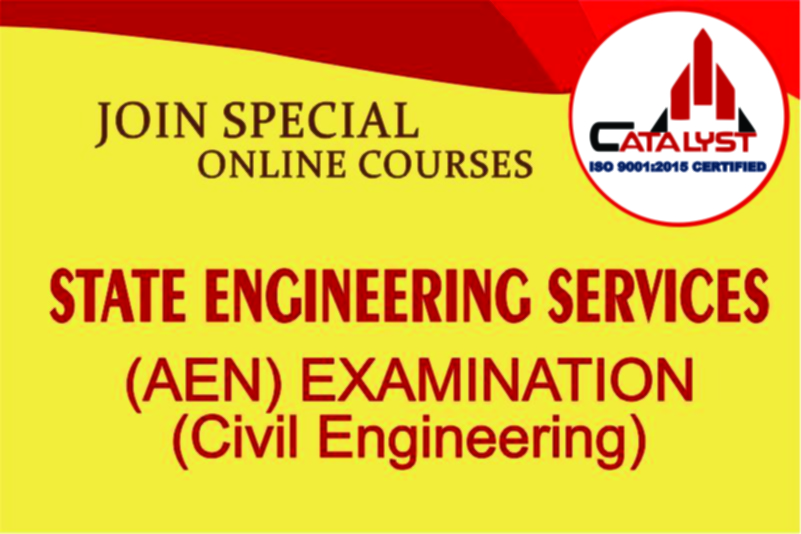 JOIN SPECIAL
ONLINE COURSES
CATALYST
ISO 9001:2015 CERTIFIED
STATE ENGINEERING SERVICES
(AEN) EXAMINATION
(Civil Engineering)